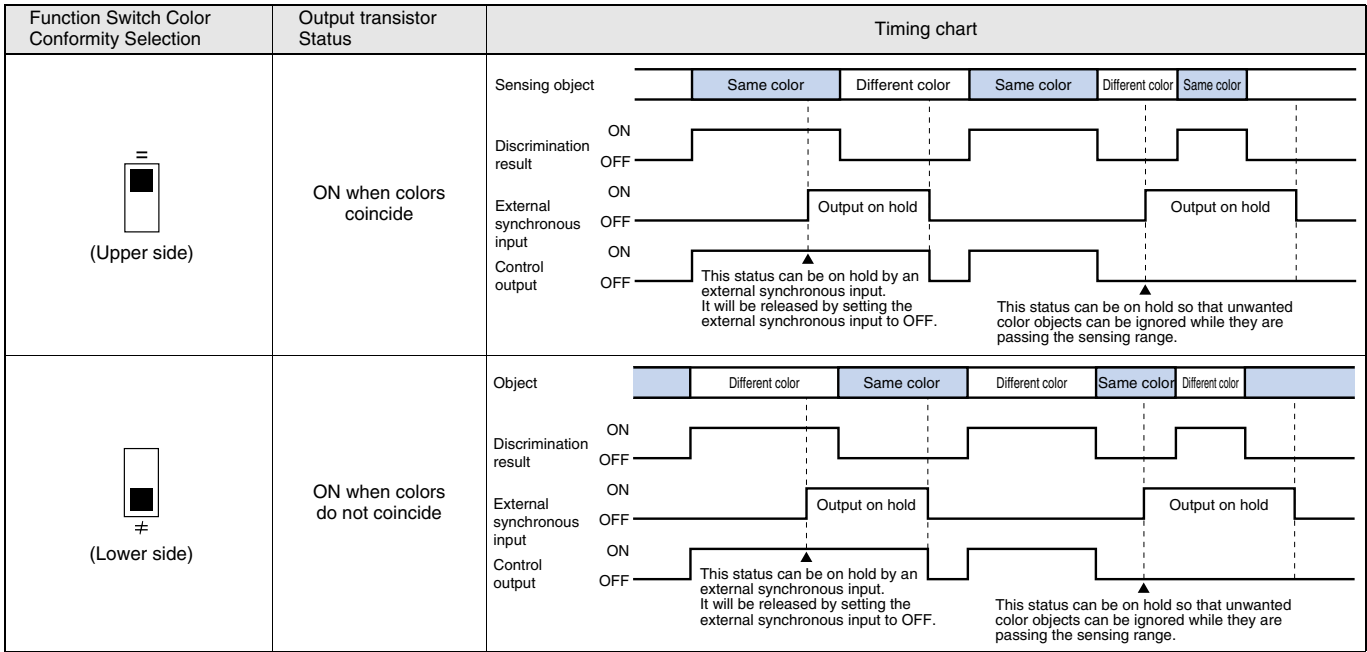 Function Switch Color
Conformity Selection
Output transistor
Status
Timing chart
=
(Upper side)
ON when colors
coincide
Sensing object
Same color
Different color
Same color
Different color
Same color
Discrimination
result
ON
OFF
External
synchronous
input
ON
OFF
Output on hold
Output on hold
Control
output
ON
OFF
This status can be on hold by an
external synchronous input.
It will be released by setting the
external synchronous input to OFF.
This status can be on hold so that unwanted
color objects can be ignored while they are
passing the sensing range.
≠
(Lower side)
ON when colors
do not coincide
Object
Different color
Same color
Different color
Same color
Different color
Discrimination
result
ON
OFF
External
synchronous
input
ON
OFF
Output on hold
Output on hold
Control
output
ON
OFF
This status can be on hold by an
external synchronous input.
It will be released by setting the
external synchronous input to OFF.
This status can be on hold so that unwanted
color objects can be ignored while they are
passing the sensing range.